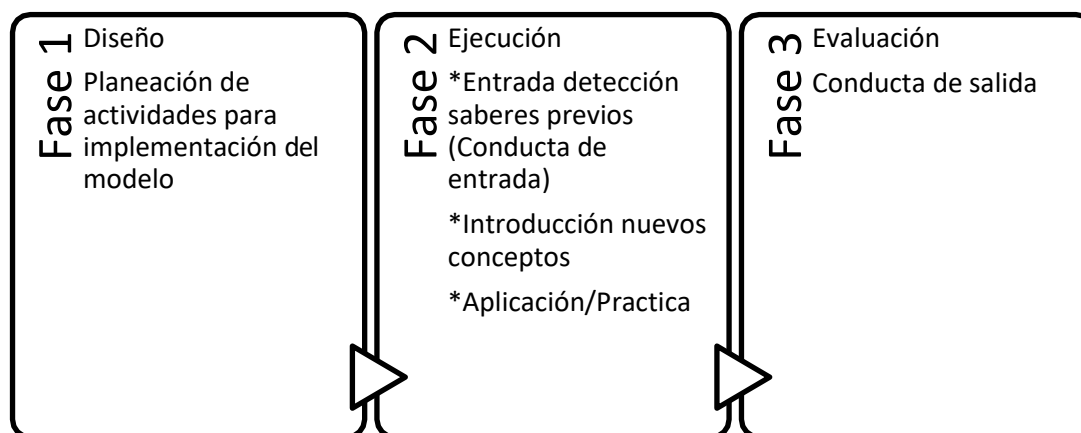 Fase 1
Diseño
Planeación de
actividades para
implementación del
modelo
Fase 2
Ejecución
*Entrada detección
saberes previos
(Conducta de
entrada)
*Introducción nuevos
conceptos
*Aplicación/Practica
Fase 3
Evaluación
Conducta de salida